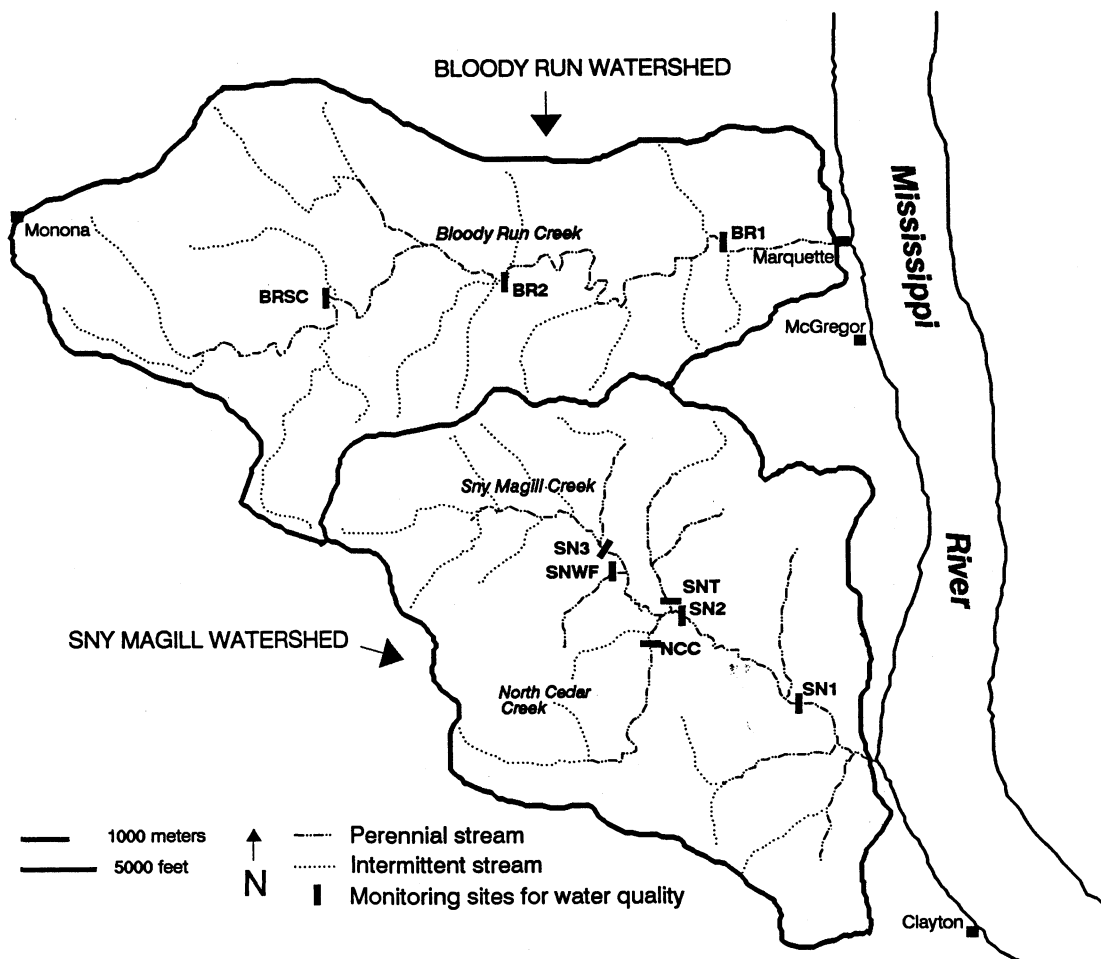 BLOODY RUN WATERSHED
Mississippi
Monona
Bloody Run Creek
BR1
Marquette
BRSC
BR2
McGregor
Sny Magill Creek
SN3
SNWF
River
SNT
SN2
SNY MAGILL WATERSHED
NCC
North Cedar
Creek
SN1
1000 meters
Perennial stream
5000 feet
Intermittent stream
N
Monitoring sites for water quality
Clayton